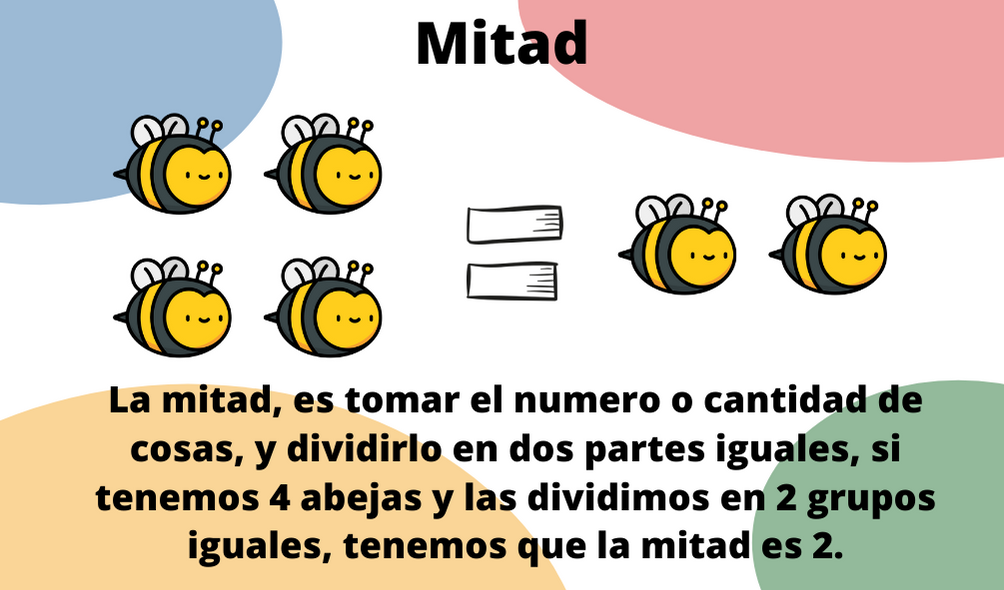 Mitad
La mitad, es tomar el numero o cantidad de
cosas, y dividirlo en dos partes iguales, si
tenemos 4 abejas y las dividimos en 2 grupos
iguales, tenemos que la mitad es 2.